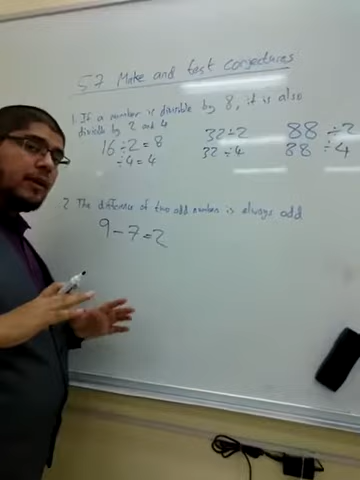 5.7 Make and test conjectures
1. If a number is divisible by 8, it is also
divisible by 2 and 4
16 ÷ 2 = 8
÷ 4 = 4
32 ÷ 2
32 ÷ 4
88 ÷ 2
88 ÷ 4
2 The difference of two odd number is always odd
9 - 7 = 2